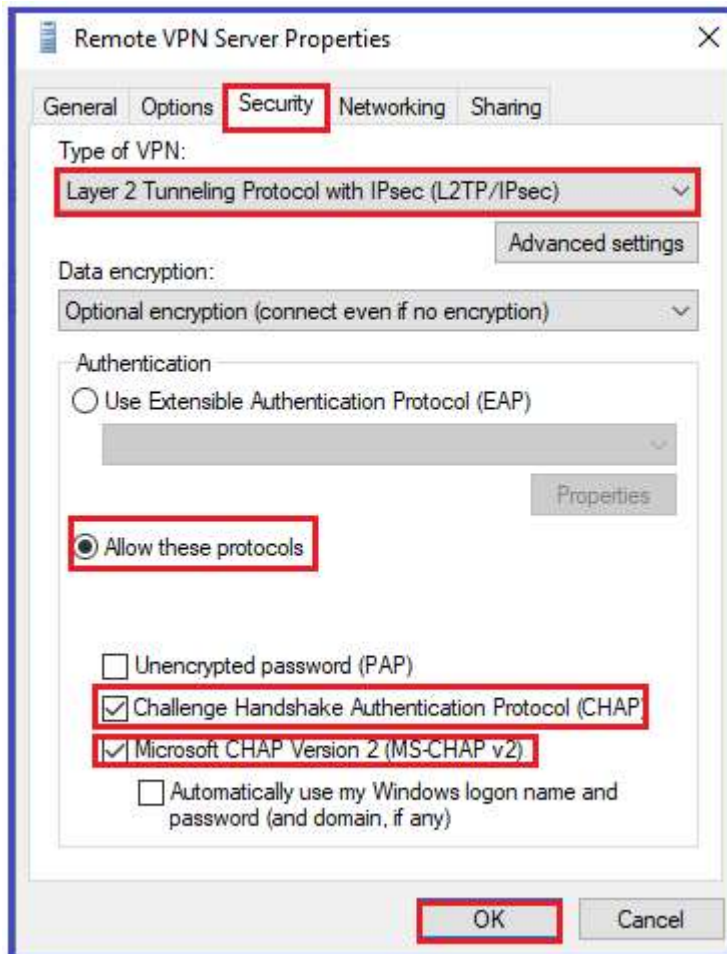 Remote VPN Server Properties
General Options Security Networking Sharing
Type of VPN:
Layer 2 Tunneling Protocol with IPsec (L2TP/IPsec)
Advanced settings
Data encryption:
Optional encryption (connect even if no encryption)
Authentication
Use Extensible Authentication Protocol (EAP)
Properties
Allow these protocols
Unencrypted password (PAP)
Challenge Handshake Authentication Protocol (CHAP)
Microsoft CHAP Version 2 (MS-CHAP v2)
Automatically use my Windows logon name and
password (and domain, if any)
OK Cancel